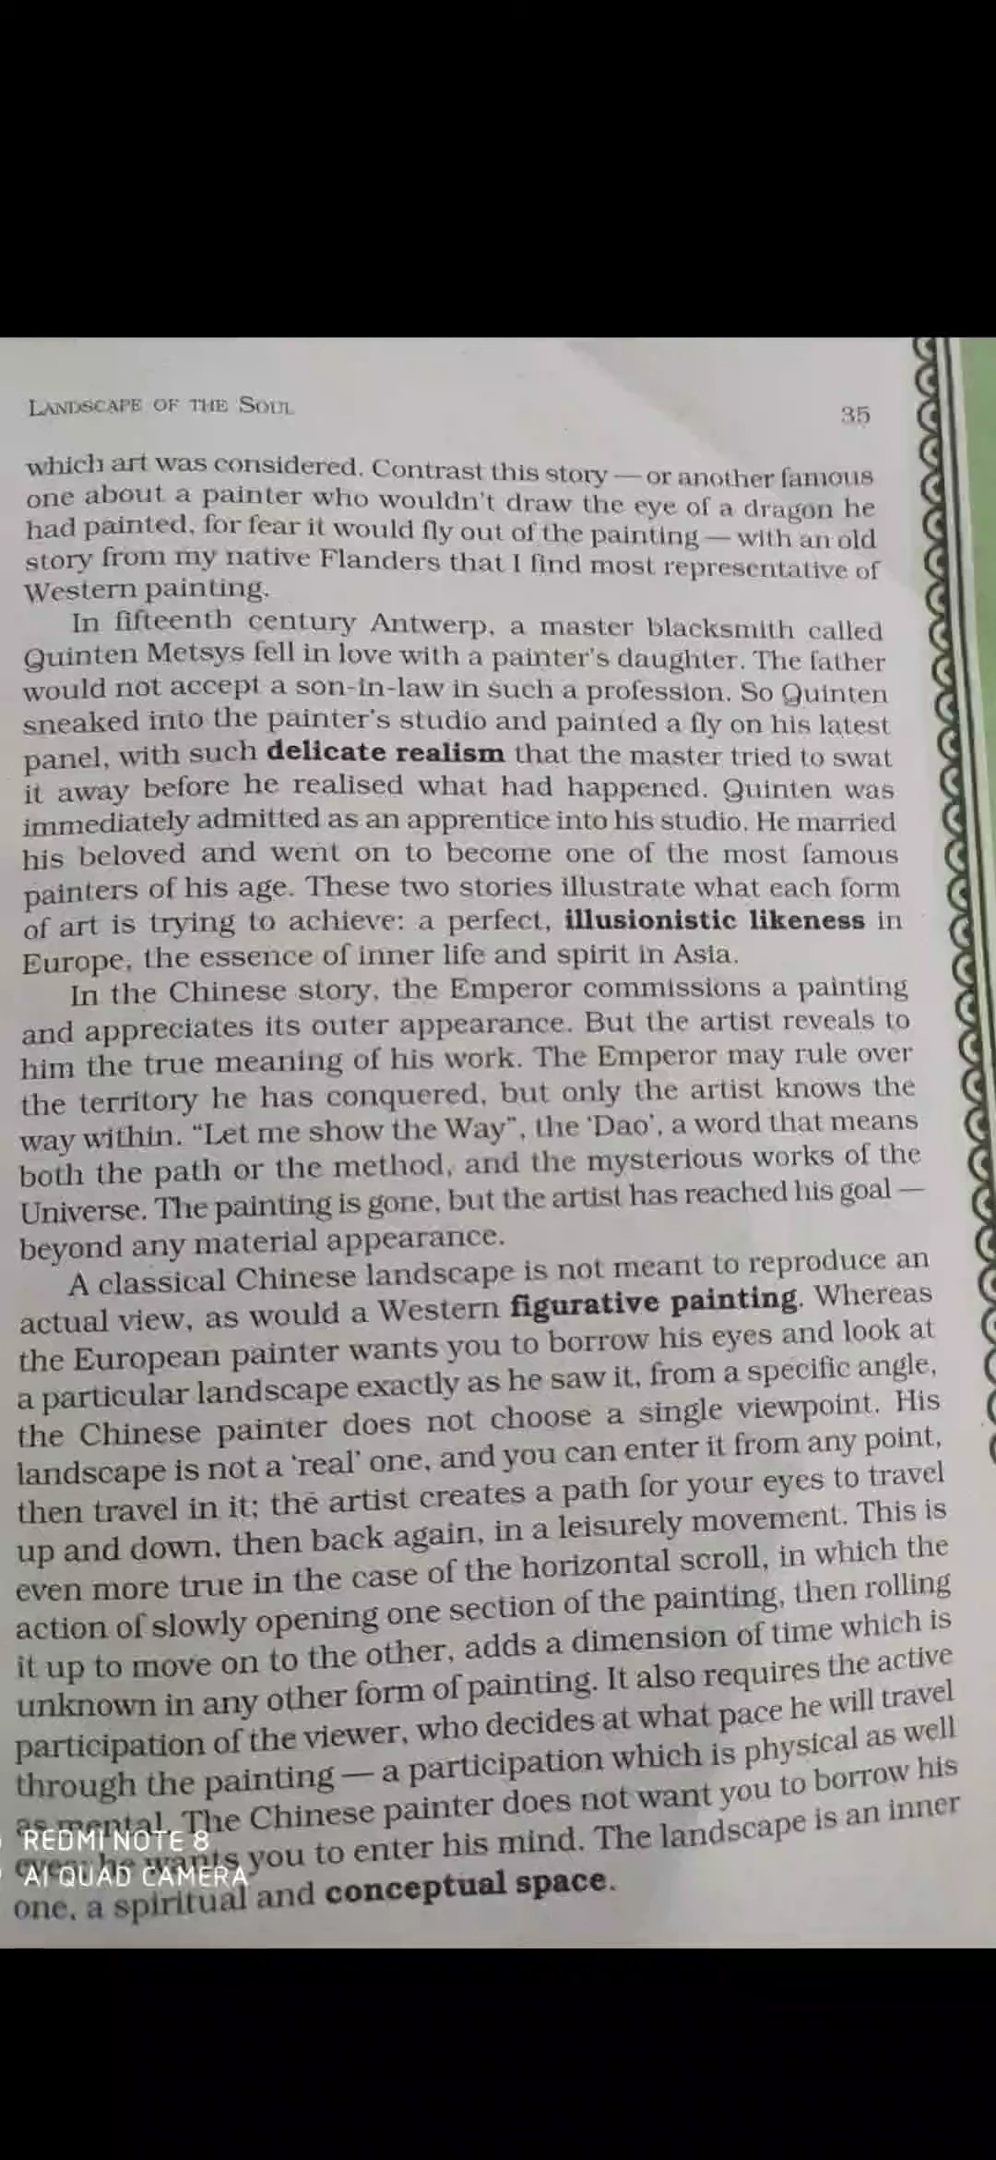 LANDSCAPE OF THE SOUL
35
which art was considered. Contrast this story — or another famous
one about a painter who wouldn't draw the eye of a dragon he
had painted, for fear it would fly out of the painting — with an old
story from my native Flanders that I find most representative of
Western painting.
In fifteenth century Antwerp, a master blacksmith called
Quinten Metsys fell in love with a painter's daughter. The father
would not accept a son-in-law in such a profession. So Quinten
sneaked into the painter's studio and painted a fly on his latest
panel, with such delicate realism that the master tried to swat
it away before he realised what had happened. Quinten was
immediately admitted as an apprentice into his studio. He married
his beloved and went on to become one of the most famous
painters of his age. These two stories illustrate what each form
of art is trying to achieve: a perfect, illusionistic likeness in
Europe, the essence of inner life and spirit in Asia.
In the Chinese story, the Emperor commissions a painting
and appreciates its outer appearance. But the artist reveals to
him the true meaning of his work. The Emperor may rule over
the territory he has conquered, but only the artist knows the
way within. “Let me show the Way”, the ‘Dao’, a word that means
both the path or the method, and the mysterious works of the
Universe. The painting is gone, but the artist has reached his goal —
beyond any material appearance.
A classical Chinese landscape is not meant to reproduce an
actual view, as would a Western figurative painting. Whereas
the European painter wants you to borrow his eyes and look at
a particular landscape exactly as he saw it, from a specific angle,
the Chinese painter does not choose a single viewpoint. His
landscape is not a ‘real’ one, and you can enter it from any point,
then travel in it; the artist creates a path for your eyes to travel
up and down, then back again, in a leisurely movement. This is
even more true in the case of the horizontal scroll, in which the
action of slowly opening one section of the painting, then rolling
it up to move on to the other, adds a dimension of time which is
unknown in any other form of painting. It also requires the active
participation of the viewer, who decides at what pace he will travel
through the painting — a participation which is physical as well
as mental. The Chinese painter does not want you to borrow his
he wants you to enter his mind. The landscape is an inner
one, a spiritual and conceptual space.
REDMI NOTE 8
AI QUAD CAMERA